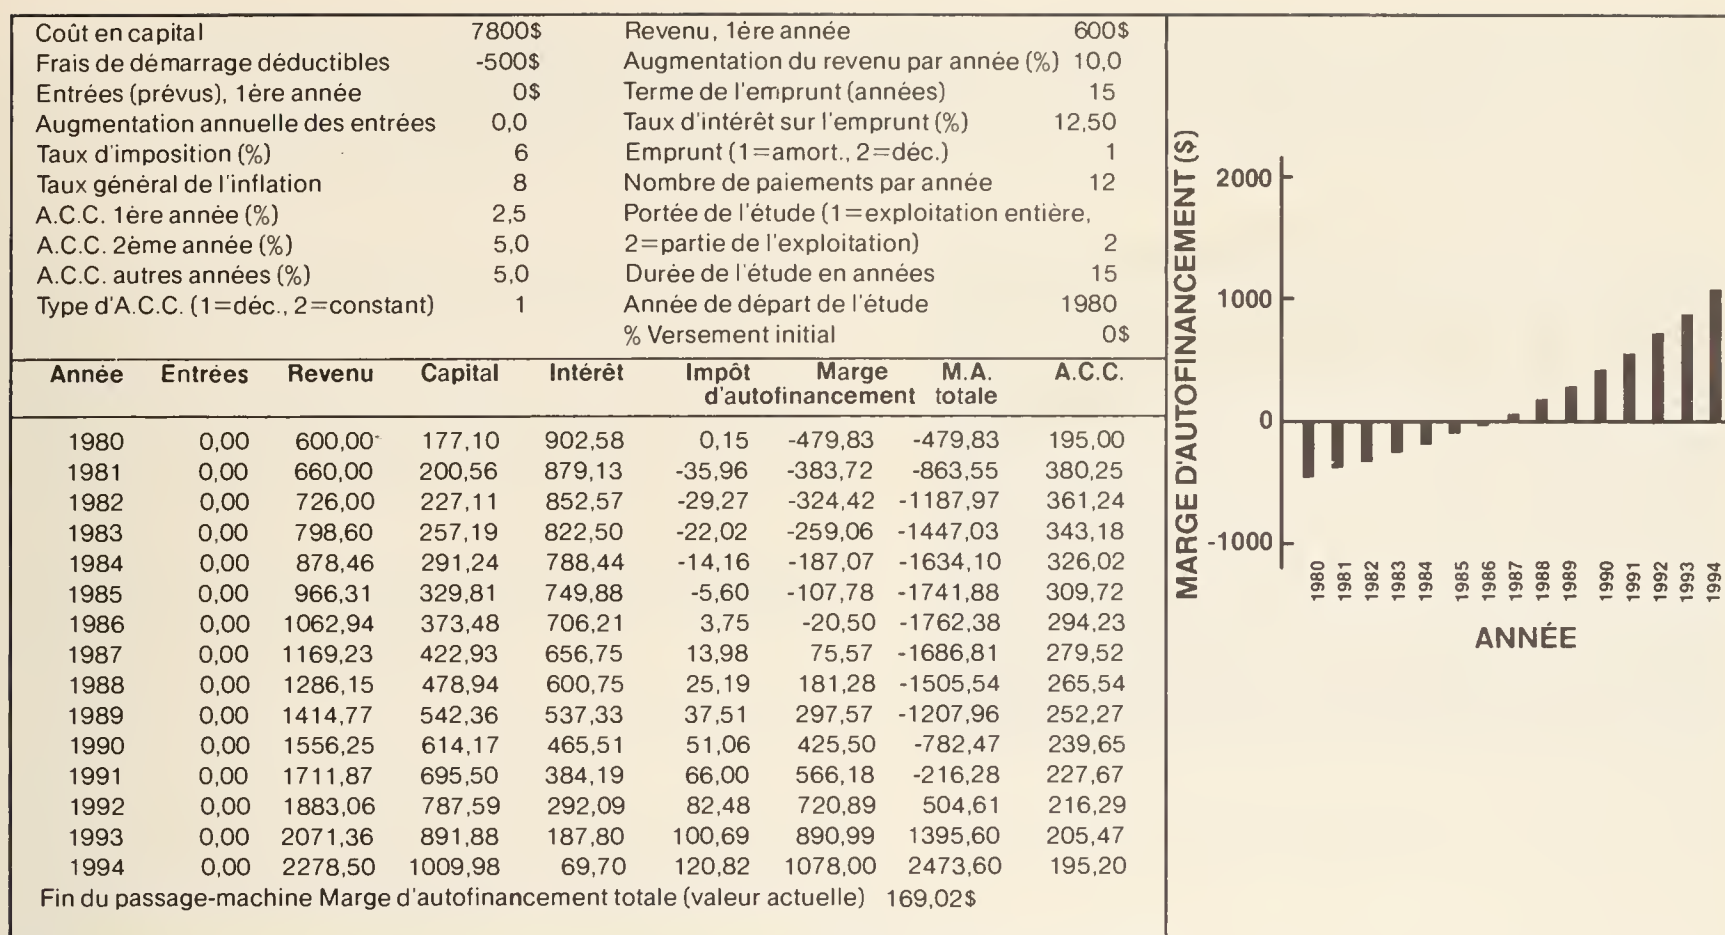 Coût en capital 7800$
Frais de démarrage déductibles -500$
Entrées (prévus), 1ère année 0$
Augmentation annuelle des entrées 0,0
Taux d'imposition (%) 6
Taux général de l'inflation 8
A.C.C. 1ère année (%) 2,5
A.C.C. 2ème année (%) 5,0
A.C.C. autres années (%) 5,0
Type d'A.C.C. (1=déc., 2=constant) 1
Revenu, 1ère année 600$
Augmentation du revenu par année (%) 10,0
Terme de l'emprunt (années) 15
Taux d'intérêt sur l'emprunt (%) 12,50
Emprunt (1=amort., 2=déc.) 1
Nombre de paiements par année 12
Portée de l'étude (1=exploitation entière,
2=partie de l'exploitation) 2
Durée de l'étude en années 15
Année de départ de l'étude 1980
% Versement initial 0$
Année Entrées Revenu Capital Intérêt Impôt Marge M.A. A.C.C.
d'autofinancement totale
1980 0,00 600,00 177,10 902,58 0,15 -479,83 -479,83 195,00
1981 0,00 660,00 200,56 879,13 -35,96 -383,72 -863,55 380,25
1982 0,00 726,00 227,11 852,57 -29,27 -324,42 -1187,97 361,24
1983 0,00 798,60 257,19 822,50 -22,02 -259,06 -1447,03 343,18
1984 0,00 878,46 291,24 788,44 -14,16 -187,07 -1634,10 326,02
1985 0,00 966,31 329,81 749,88 -5,60 -107,78 -1741,88 309,72
1986 0,00 1062,94 373,48 706,21 3,75 -20,50 -1762,38 294,23
1987 0,00 1169,23 422,93 656,75 13,98 75,57 -1686,81 279,52
1988 0,00 1286,15 478,94 600,75 25,19 181,28 -1505,54 265,54
1989 0,00 1414,77 542,36 537,33 37,51 297,57 -1207,96 252,27
1990 0,00 1556,25 614,17 465,51 51,06 425,50 -782,47 239,65
1991 0,00 1711,87 695,50 384,19 66,00 566,18 -216,28 227,67
1992 0,00 1883,06 787,59 292,09 82,48 720,89 504,61 216,29
1993 0,00 2071,36 891,88 187,80 100,69 890,99 1395,60 205,47
1994 0,00 2278,50 1009,98 69,70 120,82 1078,00 2473,60 195,20
Fin du passage-machine Marge d'autofinancement totale (valeur actuelle) 169,02$
MARGE D'AUTOFINANCEMENT ($)
2000
1000
0
-1000
1980 1981 1982 1983 1984 1985 1986 1987 1988 1989 1990 1991 1992 1993 1994
ANNÉE